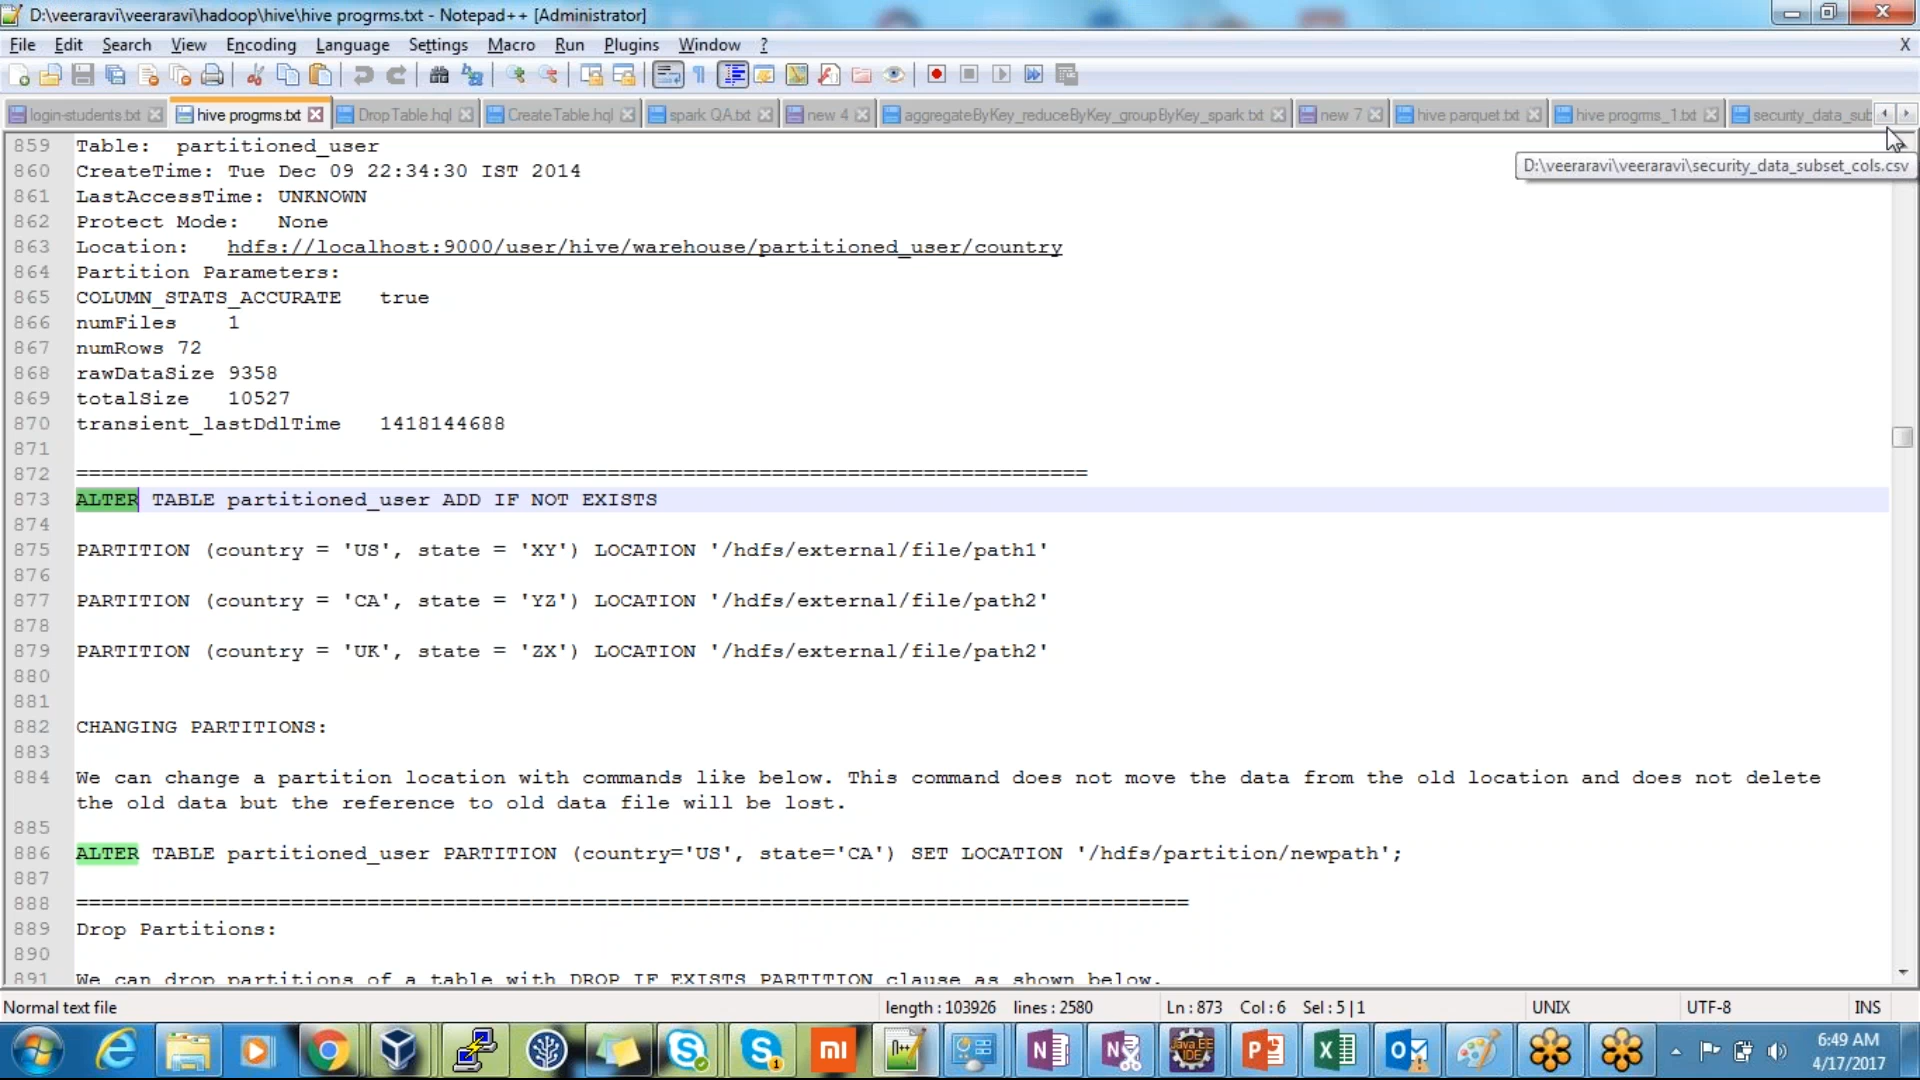 D:\veeraravi\hadoop\hive\hive progrms.txt - Notepad++ [Administrator]
File Edit Search View Encoding Language Settings Macro Run Plugins Window ? X
login-students.txt hive progrms.txt DropTable.hql CreateTable.hql spark QA.txt new 4 aggregateByKey_reduceByKey_groupByKey_spark.txt new 7 hive parquet.txt hive progrms_1.txt security_data_sub
859 Table: partitioned_user
D:\veeraravi\veeraravi\security_data_subset_cols.csv
860 CreateTime: Tue Dec 09 22:34:30 IST 2014
861 LastAccessTime: UNKNOWN
862 Protect Mode: None
863 Location: hdfs://localhost:9000/user/hive/warehouse/partitioned_user/country
864 Partition Parameters:
865 COLUMN_STATS_ACCURATE true
866 numFiles 1
867 numRows 72
868 rawDataSize 9358
869 totalSize 10527
870 transient_lastDdlTime 1418144688
871
872 ================================================================================
873 ALTER TABLE partitioned_user ADD IF NOT EXISTS
874
875 PARTITION (country = 'US', state = 'XY') LOCATION '/hdfs/external/file/path1'
876
877 PARTITION (country = 'CA', state = 'YZ') LOCATION '/hdfs/external/file/path2'
878
879 PARTITION (country = 'UK', state = 'ZX') LOCATION '/hdfs/external/file/path2'
880
881
882 CHANGING PARTITIONS:
883
884 We can change a partition location with commands like below. This command does not move the data from the old location and does not delete
the old data but the reference to old data file will be lost.
885
886 ALTER TABLE partitioned_user PARTITION (country='US', state='CA') SET LOCATION '/hdfs/partition/newpath';
887
888 ========================================================================================
889 Drop Partitions:
890
891 We can drop partitions of a table with DROP IF EXISTS PARTITION clause as shown below.
Normal text file length : 103926 lines : 2580 Ln : 873 Col : 6 Sel : 5 | 1 UNIX UTF-8 INS
6:49 AM
4/17/2017